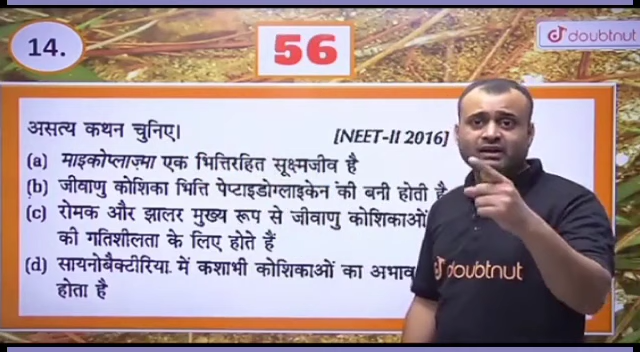 14.
56
doubtnut
असत्य कथन चुनिए।
[NEET-II 2016]
(a) माइकोप्लाज़्मा एक भित्तिरहित सूक्ष्मजीव है
(b) जीवाणु कोशिका भित्ति पेप्टाइडोग्लाइकेन की बनी होती है
(c) रोमक और झालर मुख्य रूप से जीवाणु कोशिकाओं
की गतिशीलता के लिए होते हैं
(d) सायनोबैक्टीरिया में कशाभी कोशिकाओं का अभाव
होता है
doubtnut